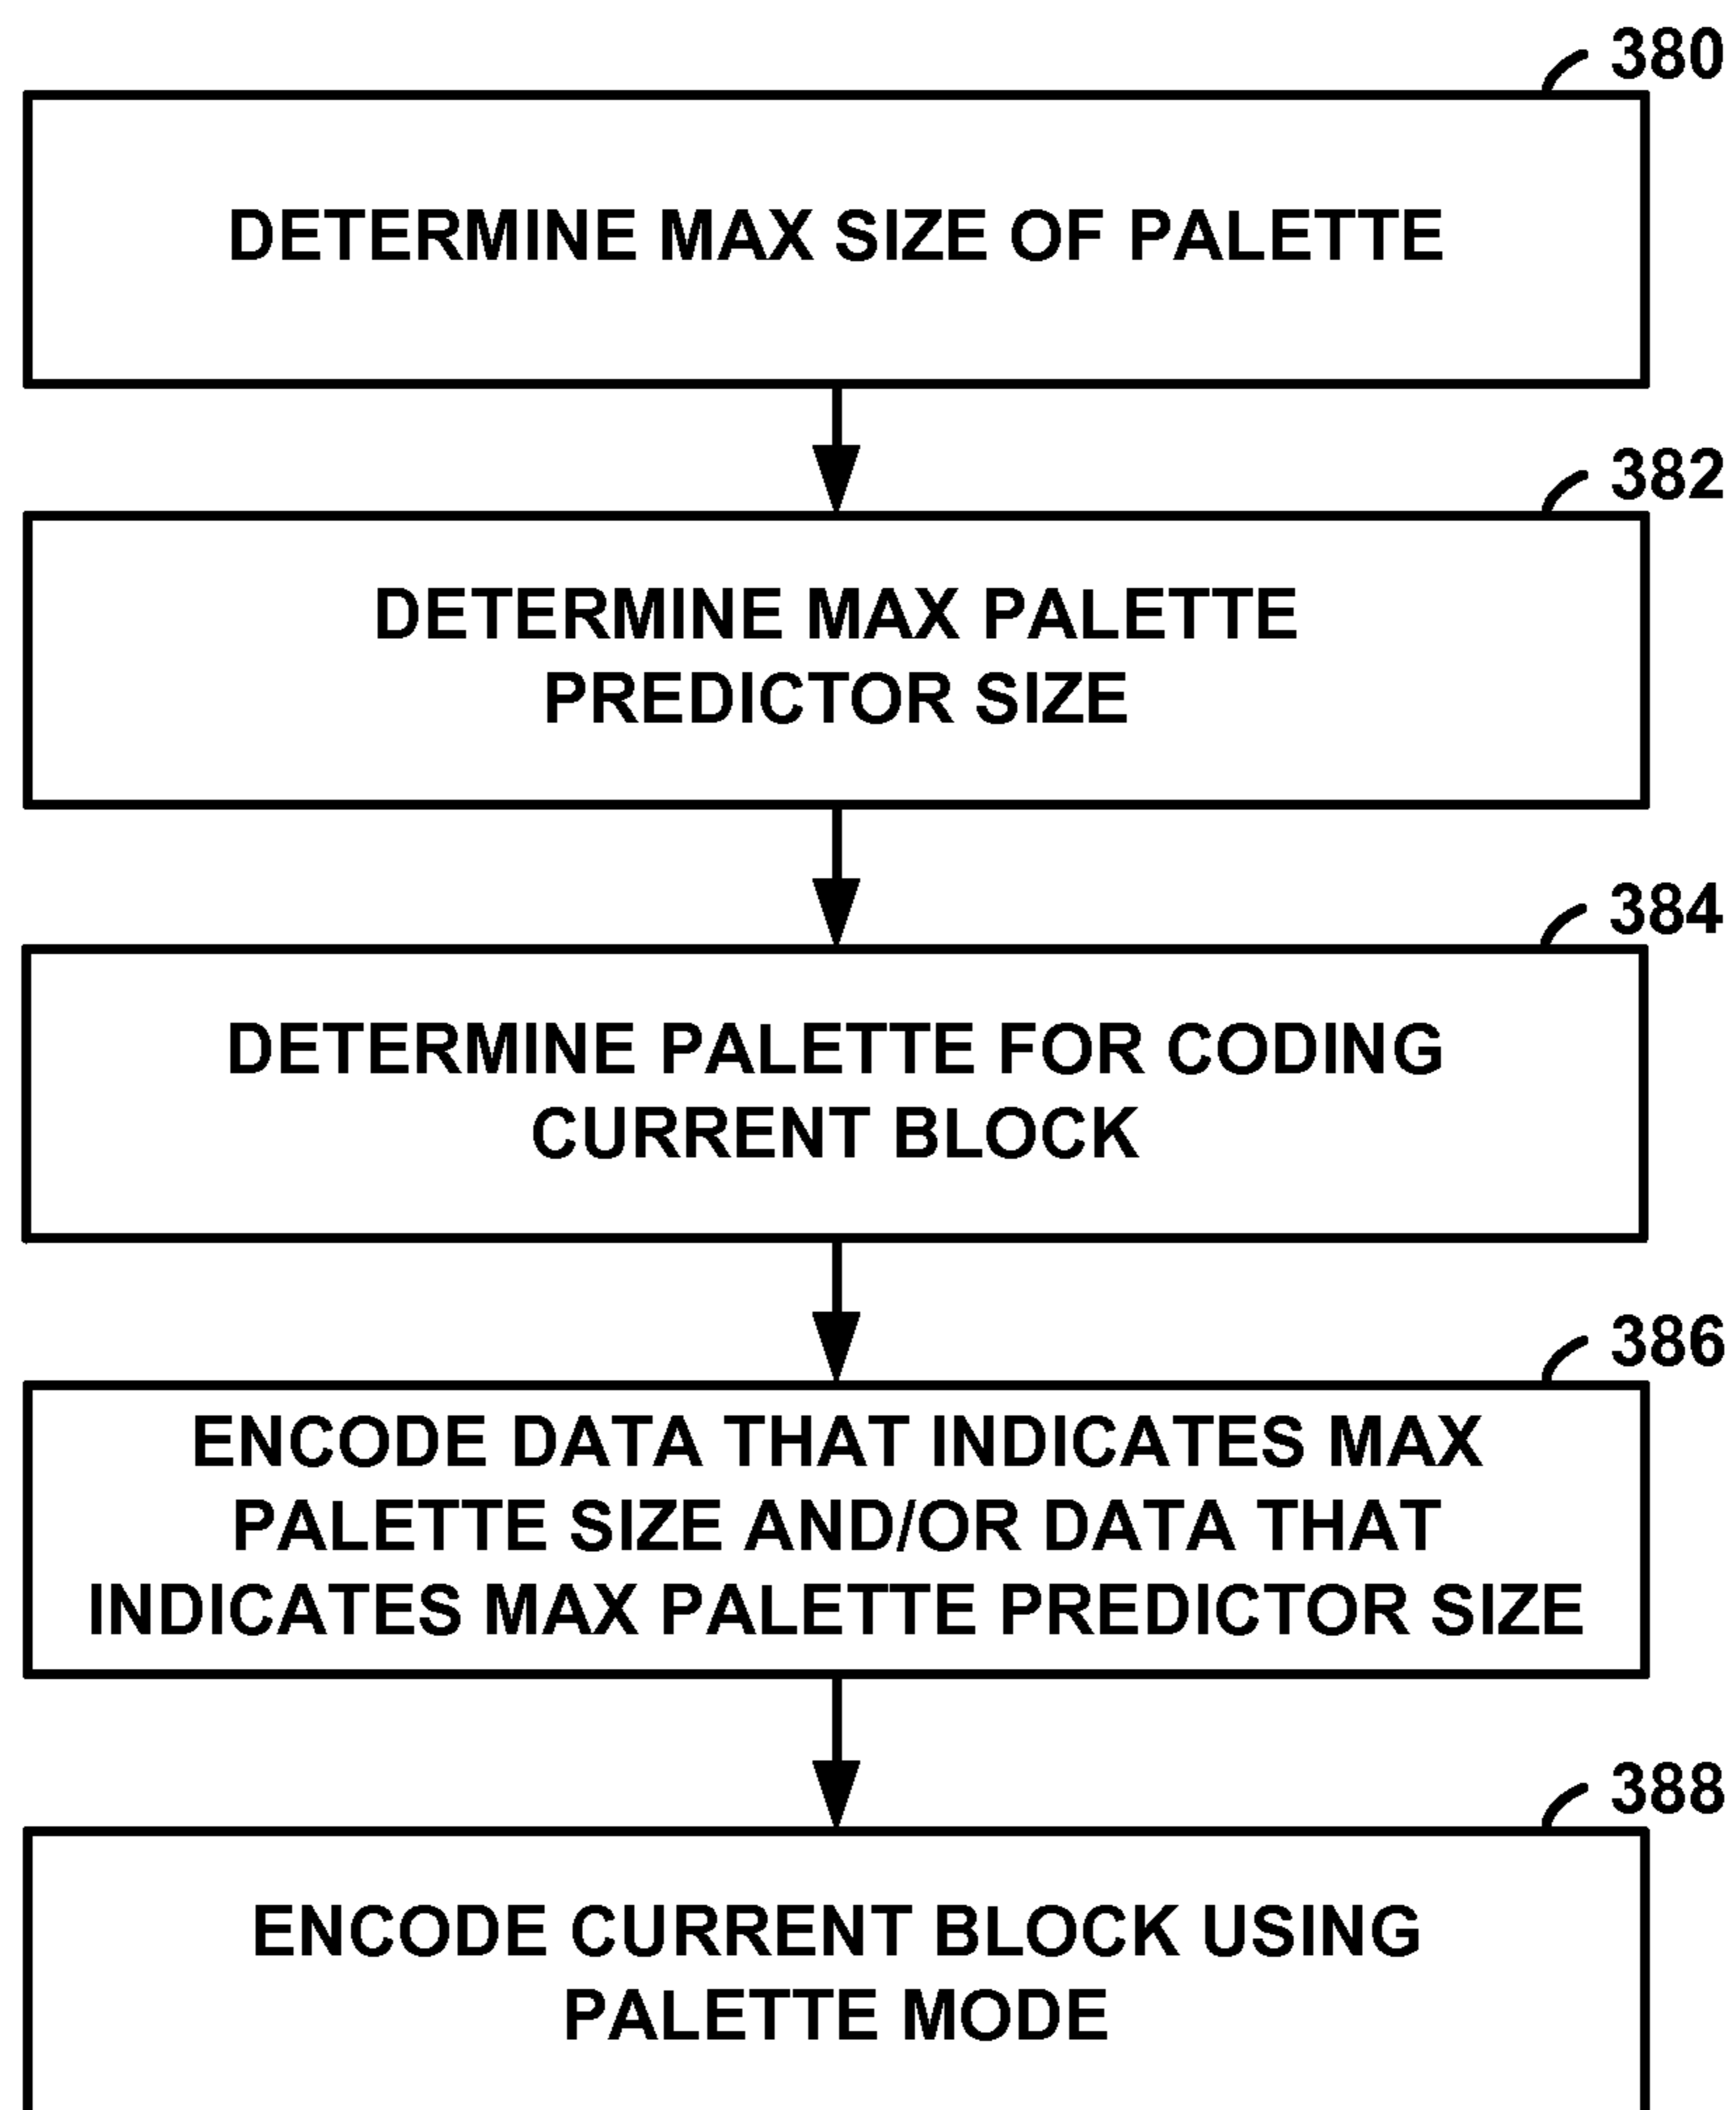 380
DETERMINE MAX SIZE OF PALETTE
382
DETERMINE MAX PALETTE
PREDICTOR SIZE
384
DETERMINE PALETTE FOR CODING
CURRENT BLOCK
386
ENCODE DATA THAT INDICATES MAX
PALETTE SIZE AND/OR DATA THAT
INDICATES MAX PALETTE PREDICTOR SIZE
388
ENCODE CURRENT BLOCK USING
PALETTE MODE